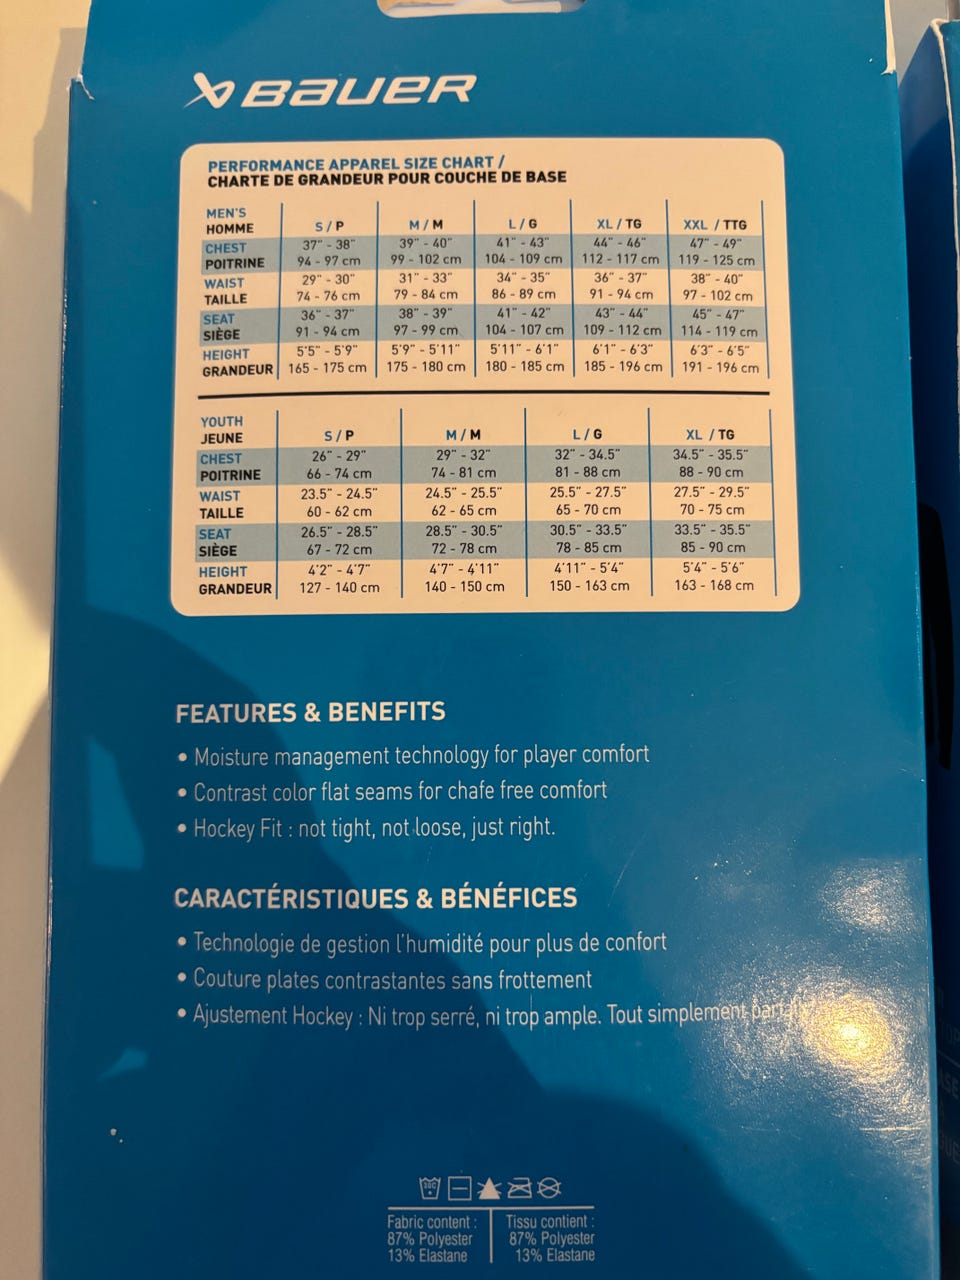 BAUER
PERFORMANCE APPAREL SIZE CHART /
CHARTE DE GRANDEUR POUR COUCHE DE BASE
MEN'S
HOMME S / P M / M L / G XL / TG XXL / TTG
CHEST 37" - 38" 39" - 40" 41" - 43" 44" - 46" 47" - 49"
POITRINE 94 - 97 cm 99 - 102 cm 104 - 109 cm 112 - 117 cm 119 - 125 cm
WAIST 29" - 30" 31" - 33" 34" - 35" 36" - 37" 38" - 40"
TAILLE 74 - 76 cm 79 - 84 cm 86 - 89 cm 91 - 94 cm 97 - 102 cm
SEAT 36" - 37" 38" - 39" 41" - 42" 43" - 44" 45" - 47"
SIÈGE 91 - 94 cm 97 - 99 cm 104 - 107 cm 109 - 112 cm 114 - 119 cm
HEIGHT 5'5" - 5'9" 5'9" - 5'11" 5'11" - 6'1" 6'1" - 6'3" 6'3" - 6'5"
GRANDEUR 165 - 175 cm 175 - 180 cm 180 - 185 cm 185 - 196 cm 191 - 196 cm
YOUTH
JEUNE S / P M / M L / G XL / TG
CHEST 26" - 29" 29" - 32" 32" - 34.5" 34.5" - 35.5"
POITRINE 66 - 74 cm 74 - 81 cm 81 - 88 cm 88 - 90 cm
WAIST 23.5" - 24.5" 24.5" - 25.5" 25.5" - 27.5" 27.5" - 29.5"
TAILLE 60 - 62 cm 62 - 65 cm 65 - 70 cm 70 - 75 cm
SEAT 26.5" - 28.5" 28.5" - 30.5" 30.5" - 33.5" 33.5" - 35.5"
SIÈGE 67 - 72 cm 72 - 78 cm 78 - 85 cm 85 - 90 cm
HEIGHT 4'2" - 4'7" 4'7" - 4'11" 4'11" - 5'4" 5'4" - 5'6"
GRANDEUR 127 - 140 cm 140 - 150 cm 150 - 163 cm 163 - 168 cm
FEATURES & BENEFITS
• Moisture management technology for player comfort
• Contrast color flat seams for chafe free comfort
• Hockey Fit : not tight, not loose, just right.
CARACTÉRISTIQUES & BÉNÉFICES
• Technologie de gestion l'humidité pour plus de confort
• Couture plates contrastantes sans frottement
• Ajustement Hockey : Ni trop serré, ni trop ample. Tout simplement
30C
Fabric content :
87% Polyester
13% Elastane
Tissu contient :
87% Polyester
13% Elastane